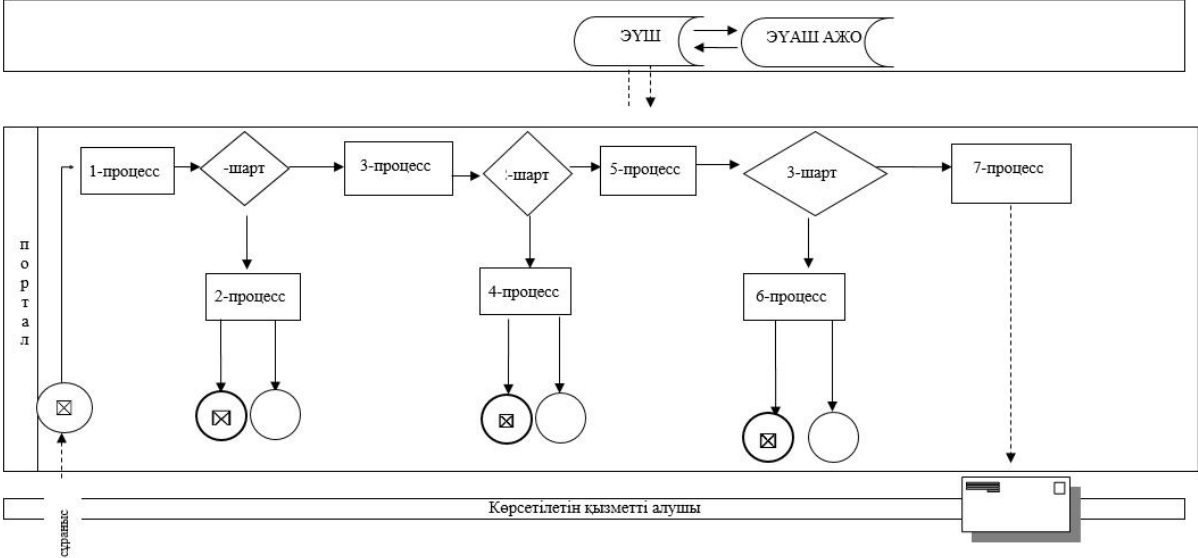 ЭҮШ
ЭҮАШ АЖО
1-процесс
-шарт
3-процесс
-шарт
5-процесс
3-шарт
7-процесс
портал
2-процесс
4-процесс
6-процесс
Көрсетілетін қызметті алушы
сұраныс